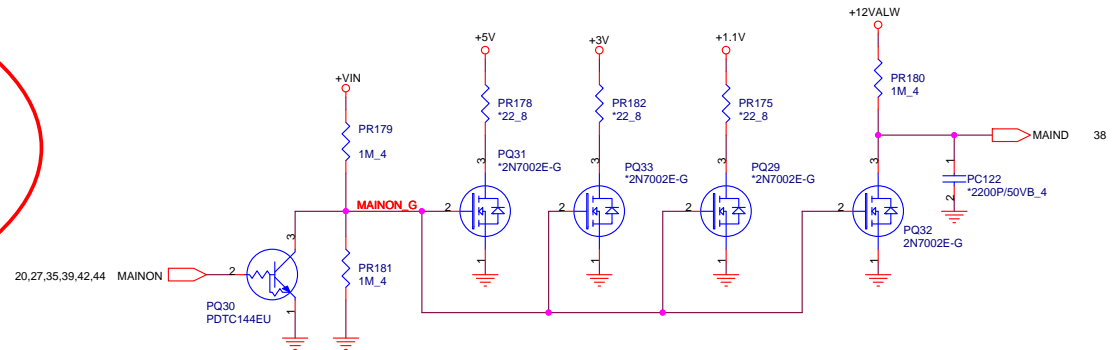 +12VALW
+5V
+3V
+1.1V
+VIN
PR180
1M_4
PR178
*22_8
PR182
*22_8
PR175
*22_8
PR179
1M_4
MAIND 38
3
PQ31
*2N7002E-G
3
PQ33
*2N7002E-G
3
PQ29
*2N7002E-G
3
1
PC122
*2200P/50VB_4
2
MAINON_G
2
2
2
2
PQ32
2N7002E-G
1
1
1
1
3
20,27,35,39,42,44 MAINON
2
PR181
1M_4
PQ30
PDTC144EU
1